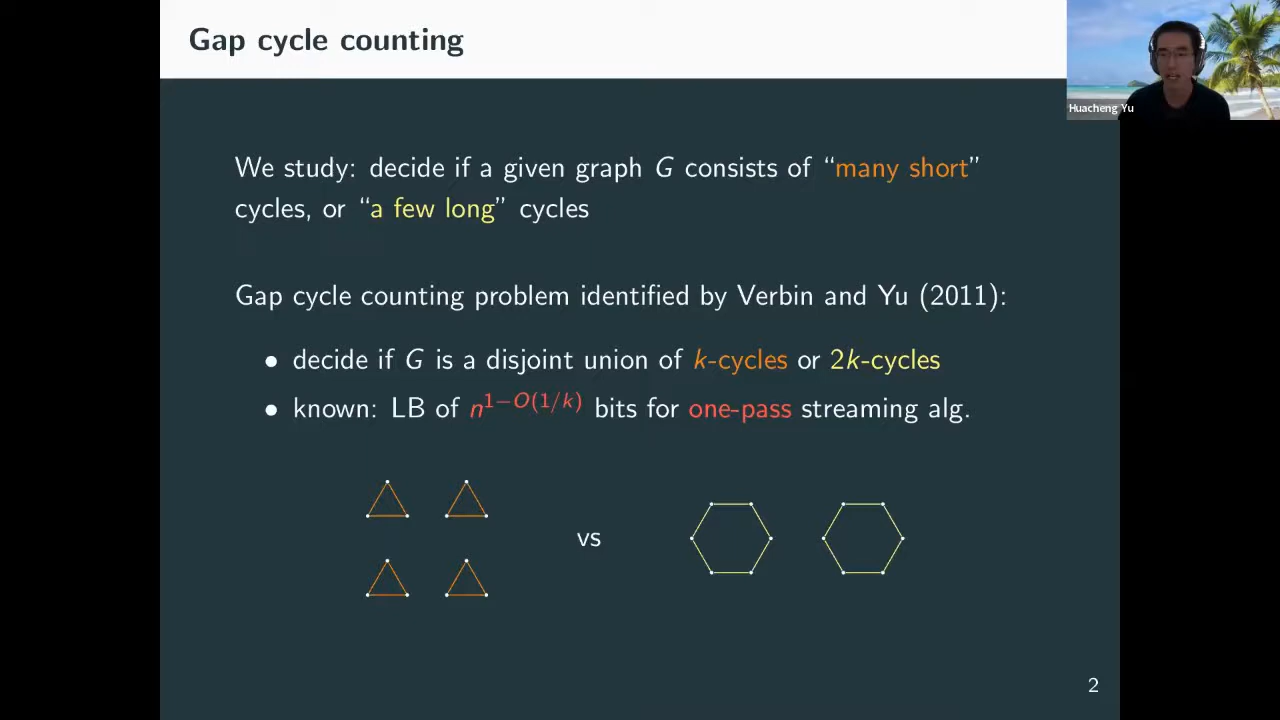 Gap cycle counting
Huacheng Yu
We study: decide if a given graph G consists of “many short”
cycles, or “a few long” cycles
Gap cycle counting problem identified by Verbin and Yu (2011):
• decide if G is a disjoint union of k-cycles or 2k-cycles
• known: LB of n^{1−O(1/k)} bits for one-pass streaming alg.
vs
2